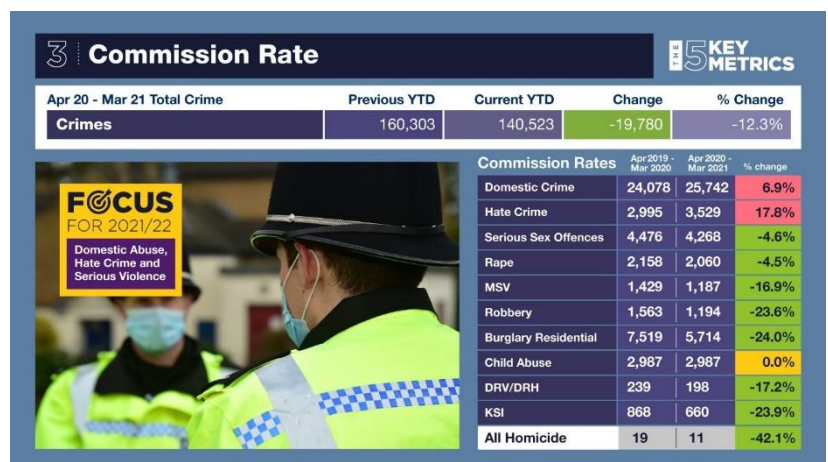 3 Commission Rate
THE 5 KEY METRICS
Apr 20 - Mar 21 Total Crime Previous YTD Current YTD Change % Change
Crimes 160,303 140,523 -19,780 -12.3%
FOCUS
FOR 2021/22
Domestic Abuse,
Hate Crime and
Serious Violence
Commission Rates Apr 2019 - Mar 2020 Apr 2020 - Mar 2021 % change
Domestic Crime 24,078 25,742 6.9%
Hate Crime 2,995 3,529 17.8%
Serious Sex Offences 4,476 4,268 -4.6%
Rape 2,158 2,060 -4.5%
MSV 1,429 1,187 -16.9%
Robbery 1,563 1,194 -23.6%
Burglary Residential 7,519 5,714 -24.0%
Child Abuse 2,987 2,987 0.0%
DRV/DRH 239 198 -17.2%
KSI 868 660 -23.9%
All Homicide 19 11 -42.1%